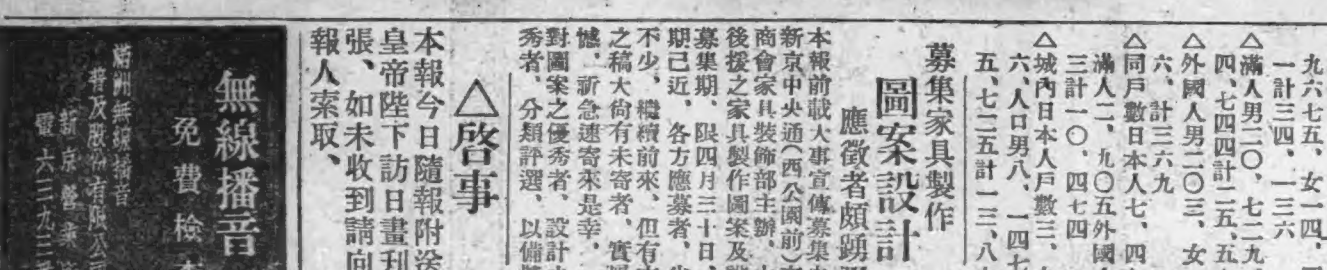 九六七五、女一四、
一計三四、一三六
△滿人男二〇、七二九
四、七四四計二五、五
△外國人男二〇三、女
六、計三六九
△同戶數日本人七、四
滿人二、九〇五外國
三計一〇、四七四
△城內日本人戶數三、
六、人口男八、一四七
五、七二五計一三、八
募集家具製作
圖案設計
應徵者頗踴
本報前載大事宣傳募集
新京中央通(西公園前)
商會家具裝飾部主辦、
後援之家具製作圖案及
募集期、限四月三十日、
期已近、各方應募者、
不少、繼續前來、但有
之稿大尙有未寄者、實
憾、祈急速寄來是幸、
對圖案之優秀者、設計
秀者、分類評選、以備
△啓事
本報今日隨報附送
皇帝陛下訪日畫利
張、如未收到請向
報人索取、
無線播音
免費檢
滿洲無線播音
普及股份有限公司
新京營業
電 六二九三